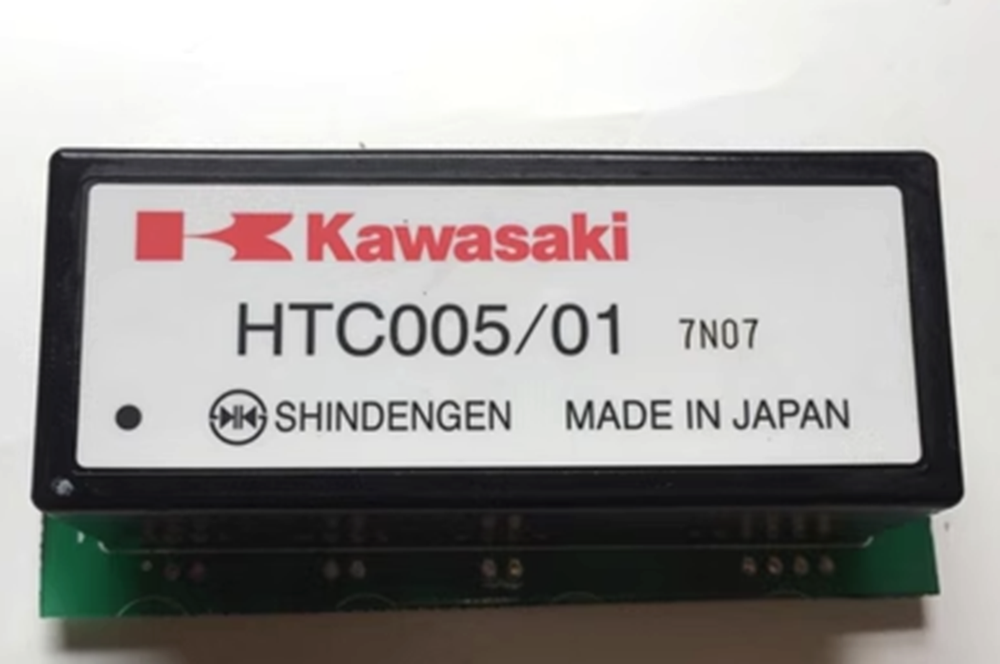 Kawasaki
HTC005/01 7N07
SHINDENGEN MADE IN JAPAN